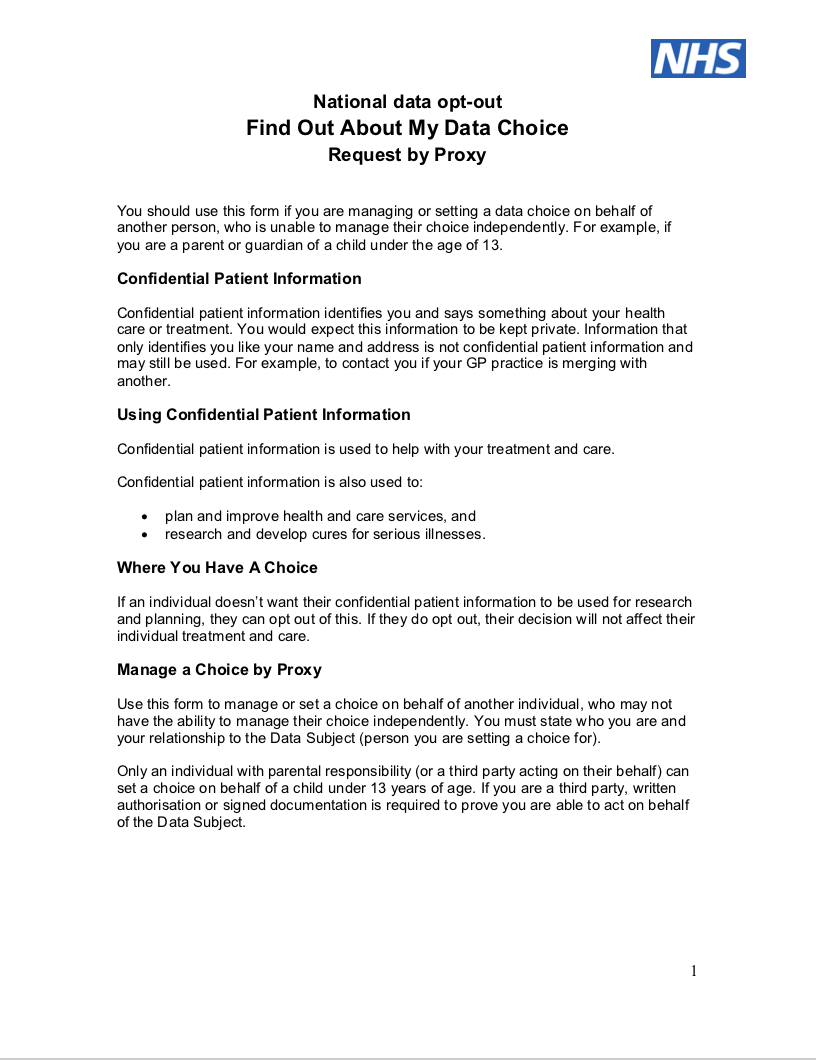 NHS
National data opt-out
Find Out About My Data Choice
Request by Proxy
You should use this form if you are managing or setting a data choice on behalf of
another person, who is unable to manage their choice independently. For example, if
you are a parent or guardian of a child under the age of 13.
Confidential Patient Information
Confidential patient information identifies you and says something about your health
care or treatment. You would expect this information to be kept private. Information that
only identifies you like your name and address is not confidential patient information and
may still be used. For example, to contact you if your GP practice is merging with
another.
Using Confidential Patient Information
Confidential patient information is used to help with your treatment and care.
Confidential patient information is also used to:
• plan and improve health and care services, and
• research and develop cures for serious illnesses.
Where You Have A Choice
If an individual doesn’t want their confidential patient information to be used for research
and planning, they can opt out of this. If they do opt out, their decision will not affect their
individual treatment and care.
Manage a Choice by Proxy
Use this form to manage or set a choice on behalf of another individual, who may not
have the ability to manage their choice independently. You must state who you are and
your relationship to the Data Subject (person you are setting a choice for).
Only an individual with parental responsibility (or a third party acting on their behalf) can
set a choice on behalf of a child under 13 years of age. If you are a third party, written
authorisation or signed documentation is required to prove you are able to act on behalf
of the Data Subject.
1